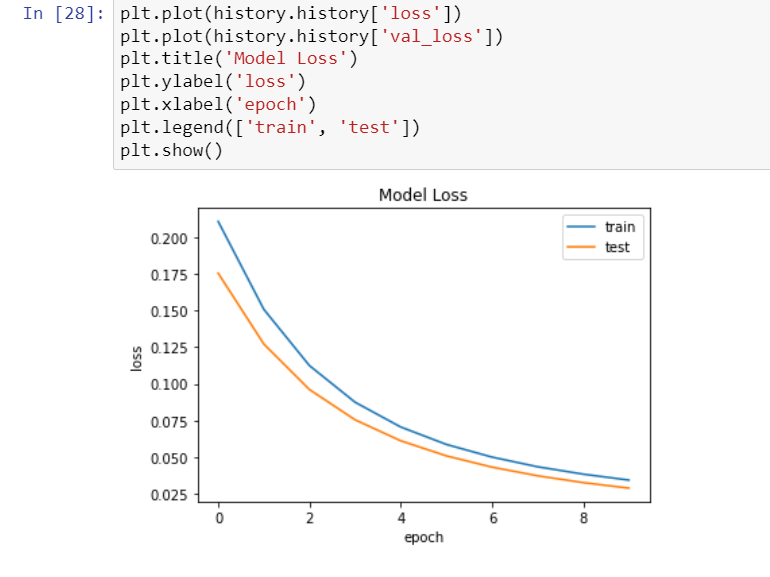 In [28]: plt.plot(history.history['loss'])
plt.plot(history.history['val_loss'])
plt.title('Model Loss')
plt.ylabel('loss')
plt.xlabel('epoch')
plt.legend(['train', 'test'])
plt.show()
Model Loss
train
test
0.200
0.175
0.150
0.125
0.100
0.075
0.050
0.025
loss
0 2 4 6 8
epoch